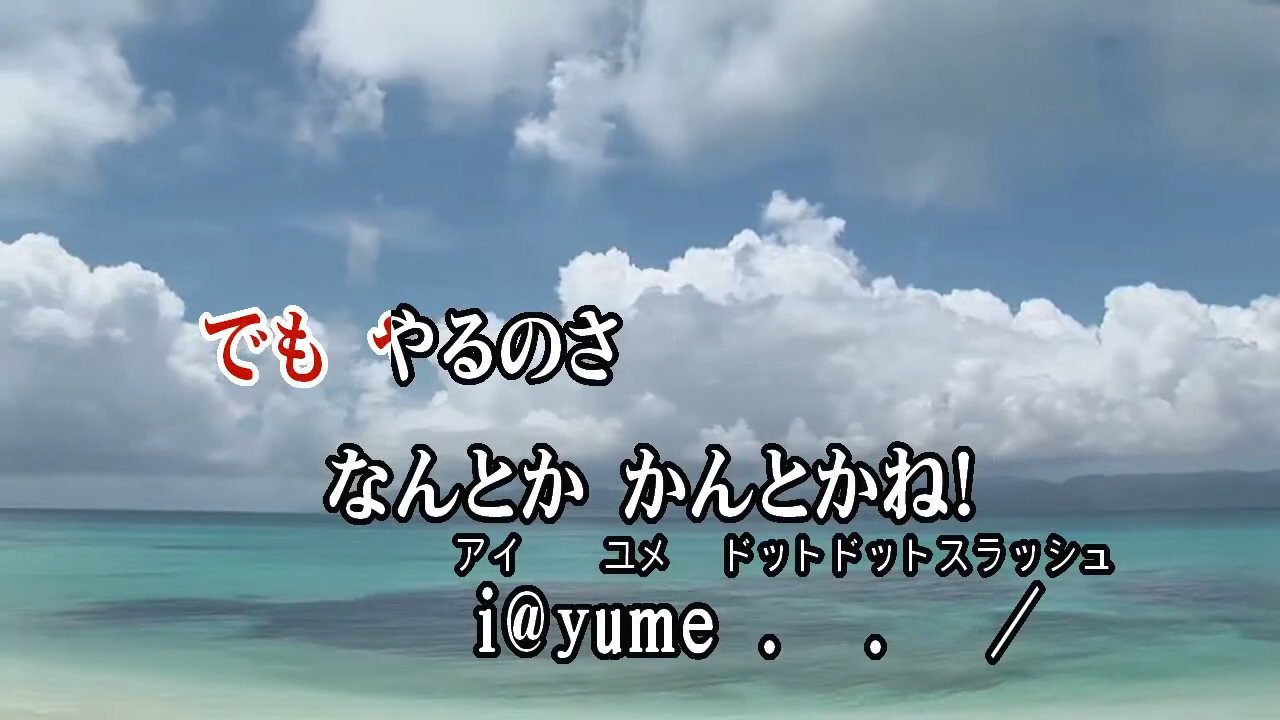 でも やるのさ
なんとか かんとかね!
アイ ユメ ドットドットスラッシュ
i@yume . . /